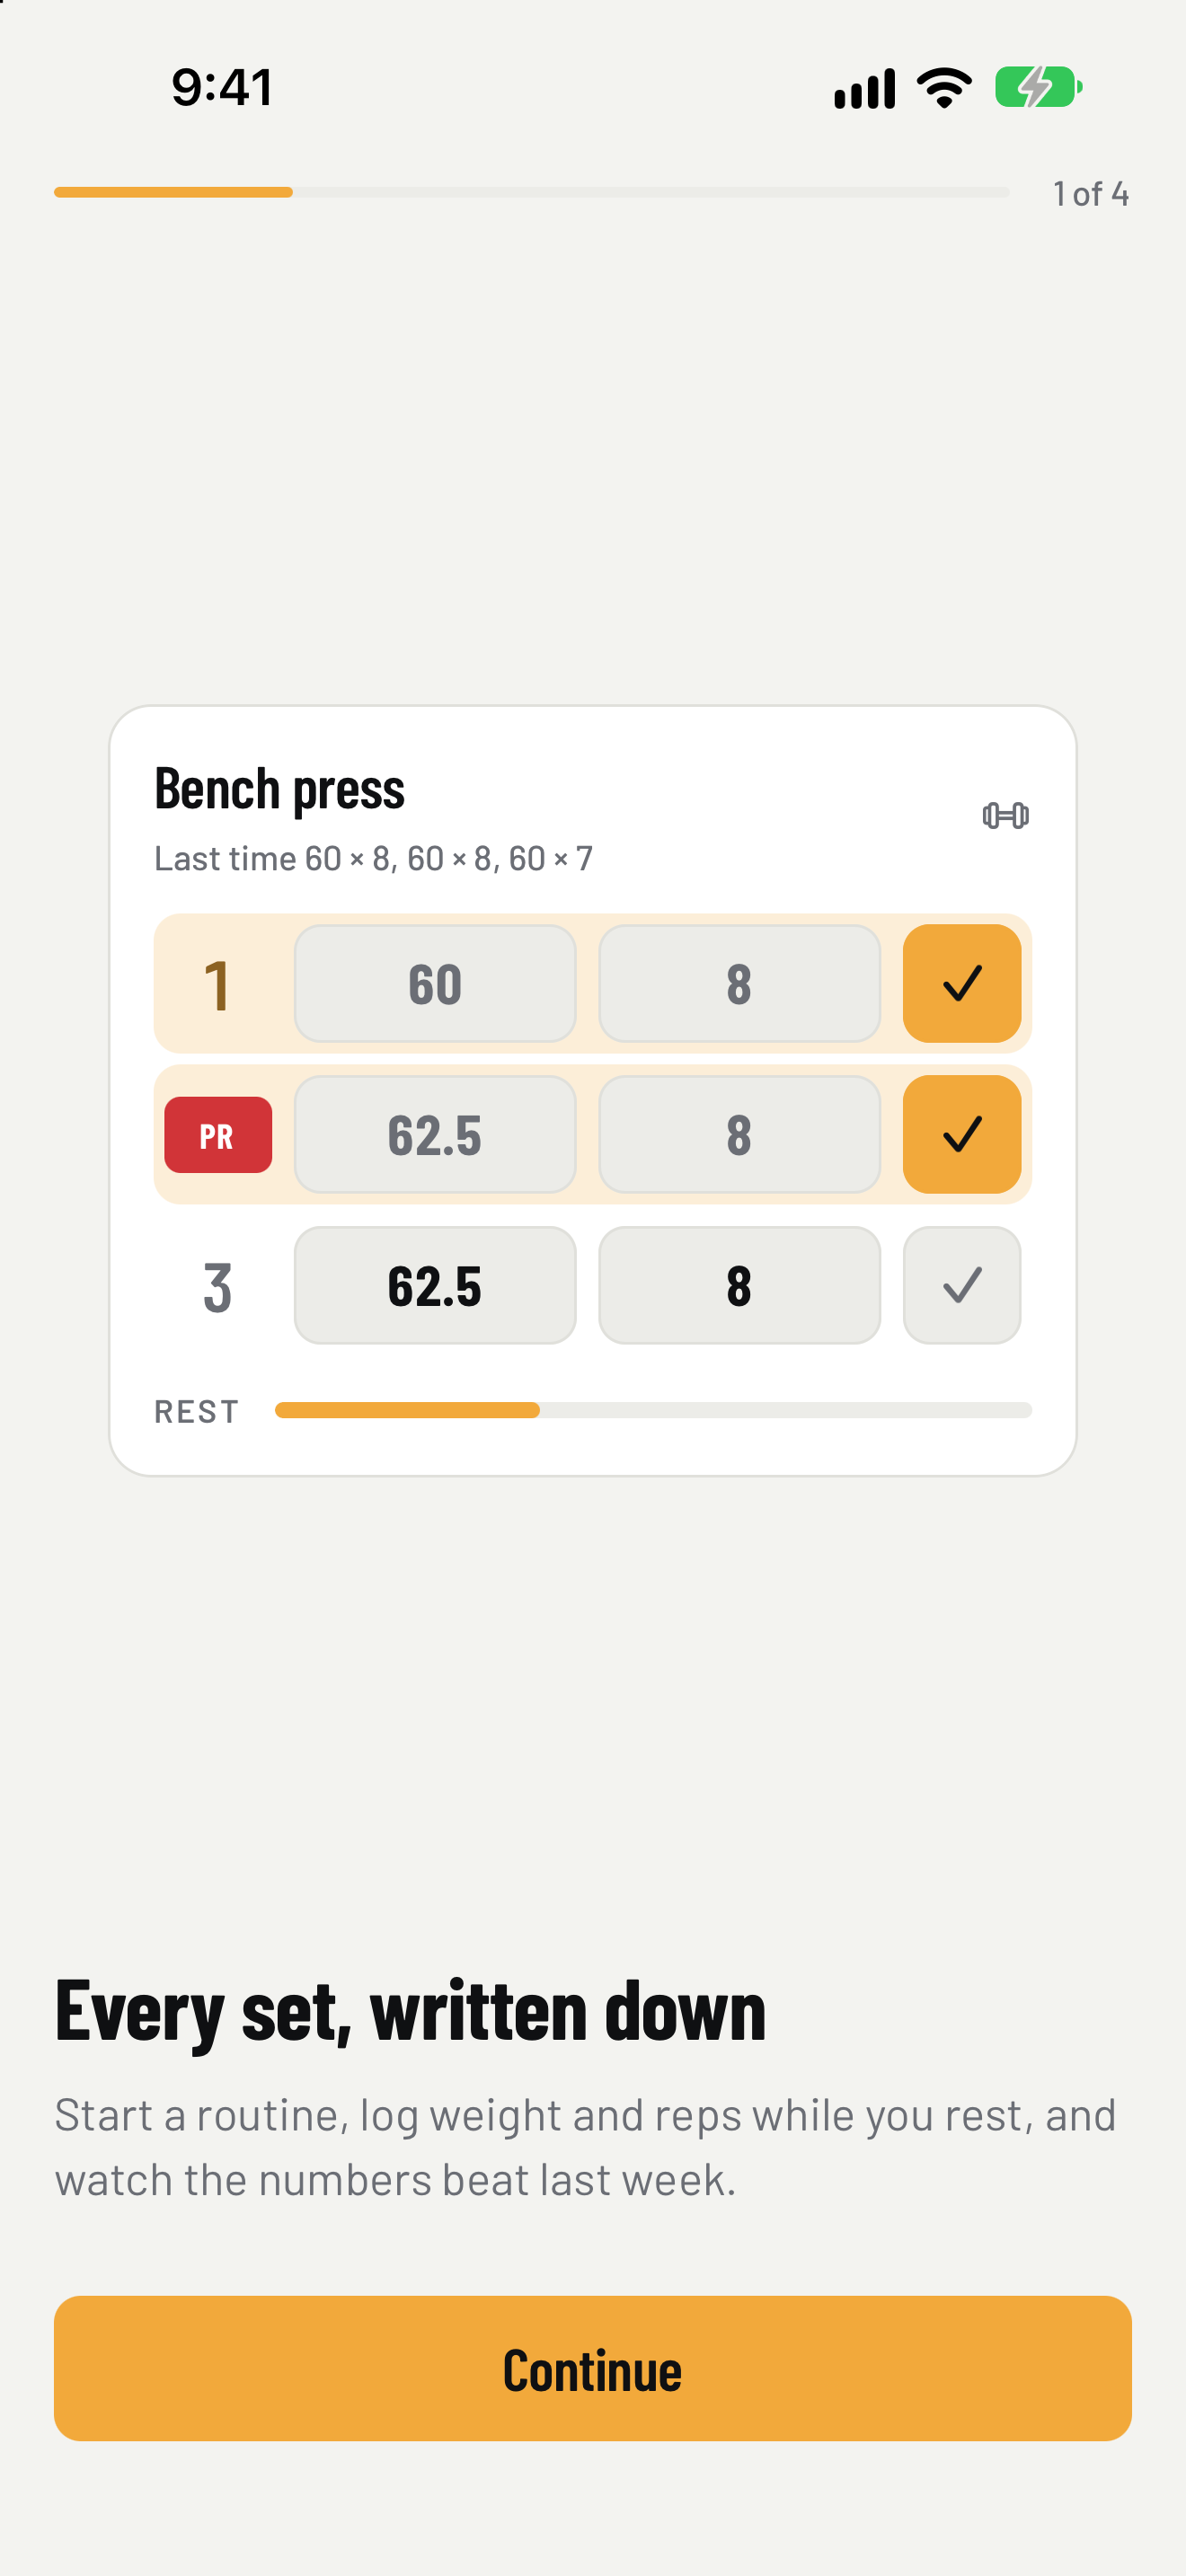 9:41
1 of 4
Bench press
Last time 60 × 8, 60 × 8, 60 × 7
1 60 8
PR 62.5 8
3 62.5 8
REST
Every set, written down
Start a routine, log weight and reps while you rest, and
watch the numbers beat last week.
Continue